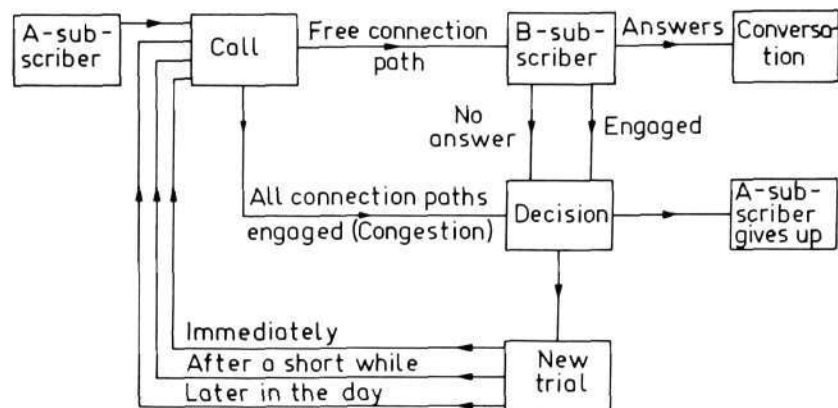 A-sub-
scriber
Call
Free connection
path
B-sub-
scriber
Answers
Conversa-
tion
No
answer
Engaged
All connection paths
engaged (Congestion)
Decision
A-sub-
scriber
gives up
Immediately
After a short while
Later in the day
New
trial